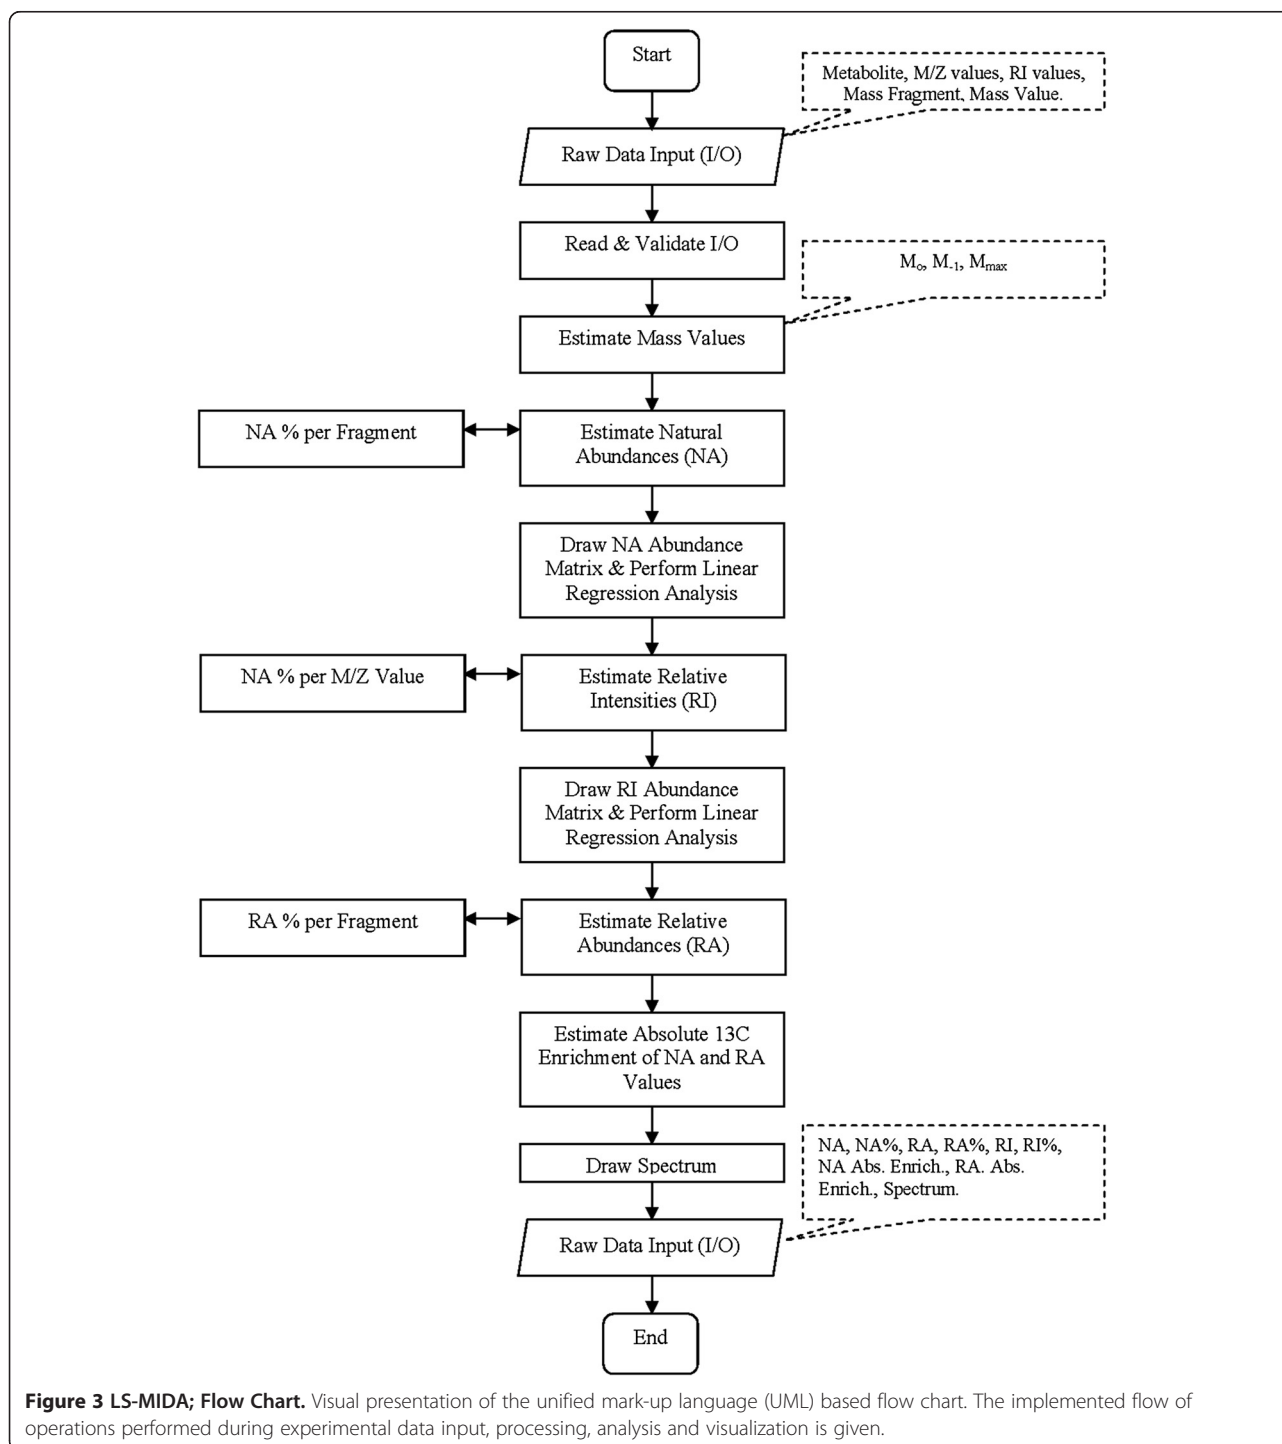 Start
Metabolite, M/Z values, RI values,
Mass Fragment, Mass Value.
Raw Data Input (I/O)
Read & Validate I/O
Mo, M-1, Mmax
Estimate Mass Values
NA % per Fragment
Estimate Natural
Abundances (NA)
Draw NA Abundance
Matrix & Perform Linear
Regression Analysis
NA % per M/Z Value
Estimate Relative
Intensities (RI)
Draw RI Abundance
Matrix & Perform Linear
Regression Analysis
RA % per Fragment
Estimate Relative
Abundances (RA)
Estimate Absolute 13C
Enrichment of NA and RA
Values
Draw Spectrum
NA, NA%, RA, RA%, RI, RI%,
NA Abs. Enrich., RA. Abs.
Enrich., Spectrum.
Raw Data Input (I/O)
End
Figure 3 LS-MIDA; Flow Chart. Visual presentation of the unified mark-up language (UML) based flow chart. The implemented flow of
operations performed during experimental data input, processing, analysis and visualization is given.